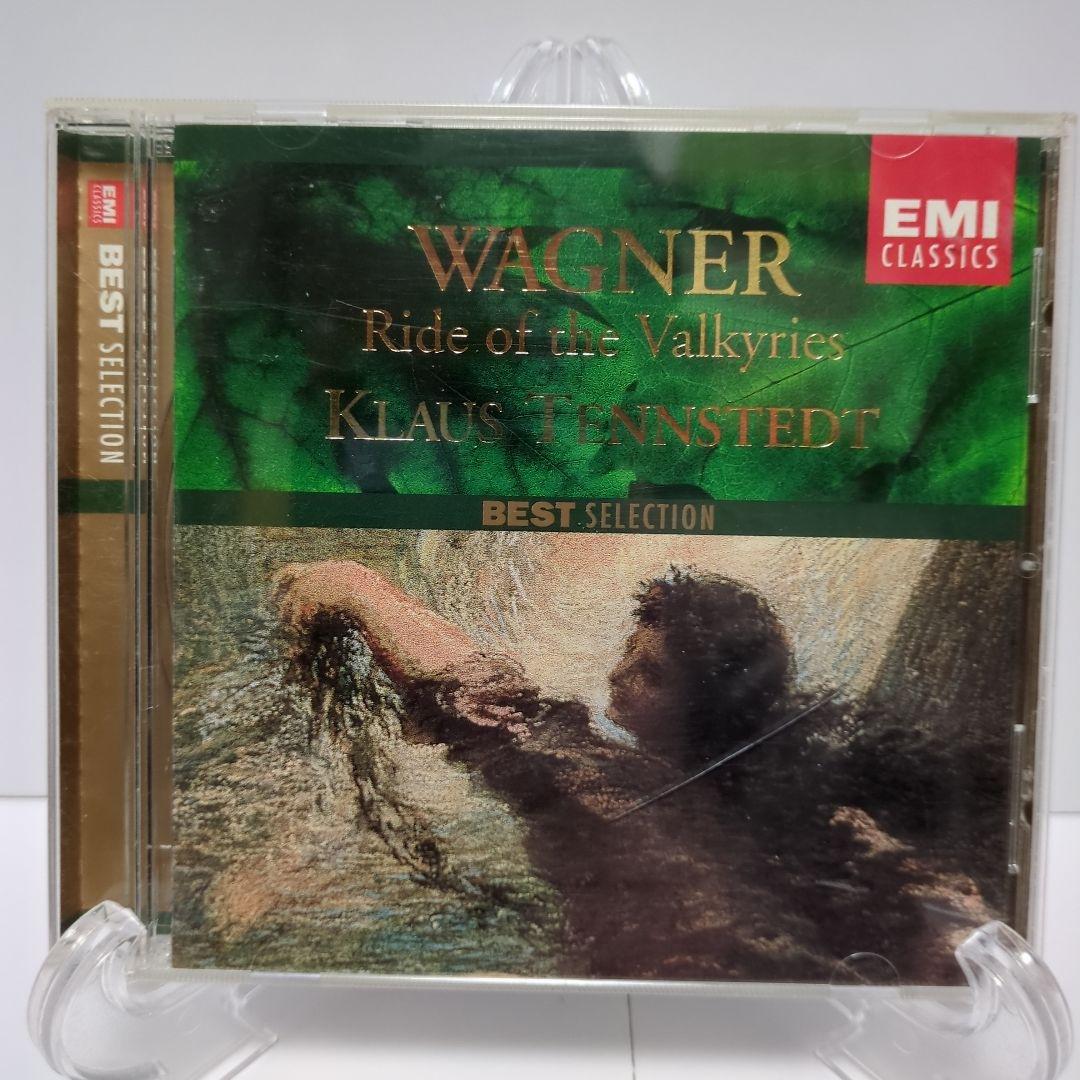 EMI
CLASSICS
BEST SELECTION
WAGNER
Ride of the Valkyries
KLAUS TENNSTEDT
EMI
CLASSICS
BEST SELECTION